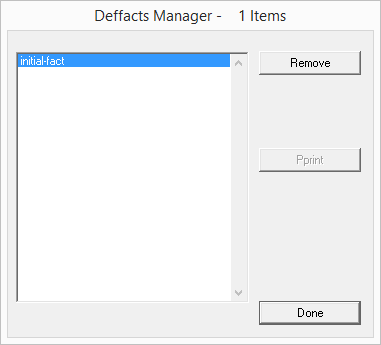 Deffacts Manager - 1 Items
initial-fact
Remove
Pprint
Done